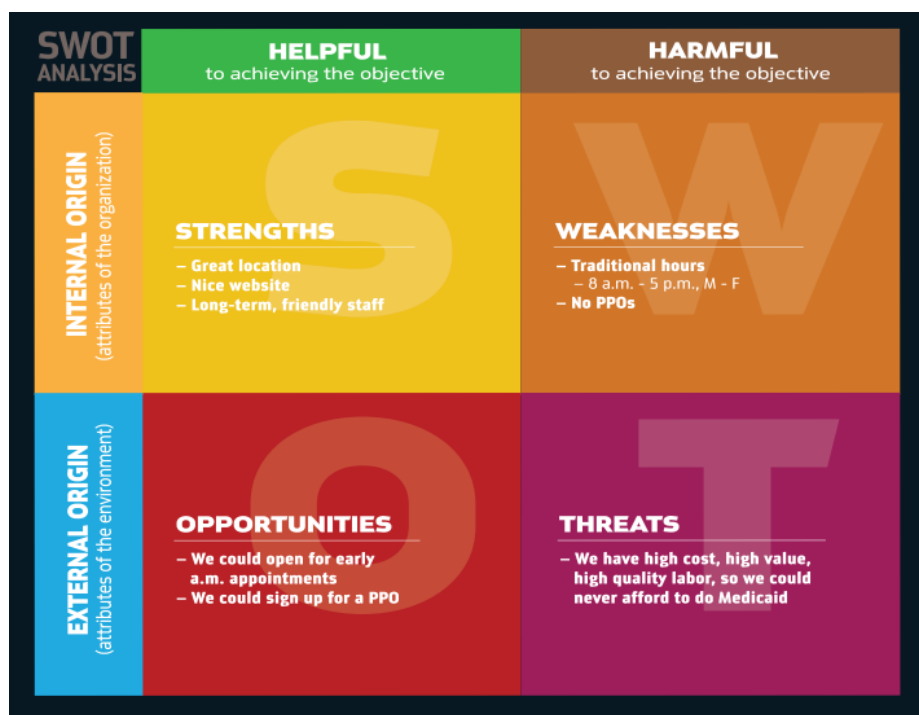 SWOT
ANALYSIS
HELPFUL
to achieving the objective
HARMFUL
to achieving the objective
INTERNAL ORIGIN
(attributes of the organization)
S
STRENGTHS
– Great location
– Nice website
– Long-term, friendly staff
W
WEAKNESSES
– Traditional hours
– 8 a.m. - 5 p.m., M - F
– No PPOs
EXTERNAL ORIGIN
(attributes of the environment)
O
OPPORTUNITIES
– We could open for early
a.m. appointments
– We could sign up for a PPO
T
THREATS
– We have high cost, high value,
high quality labor, so we could
never afford to do Medicaid